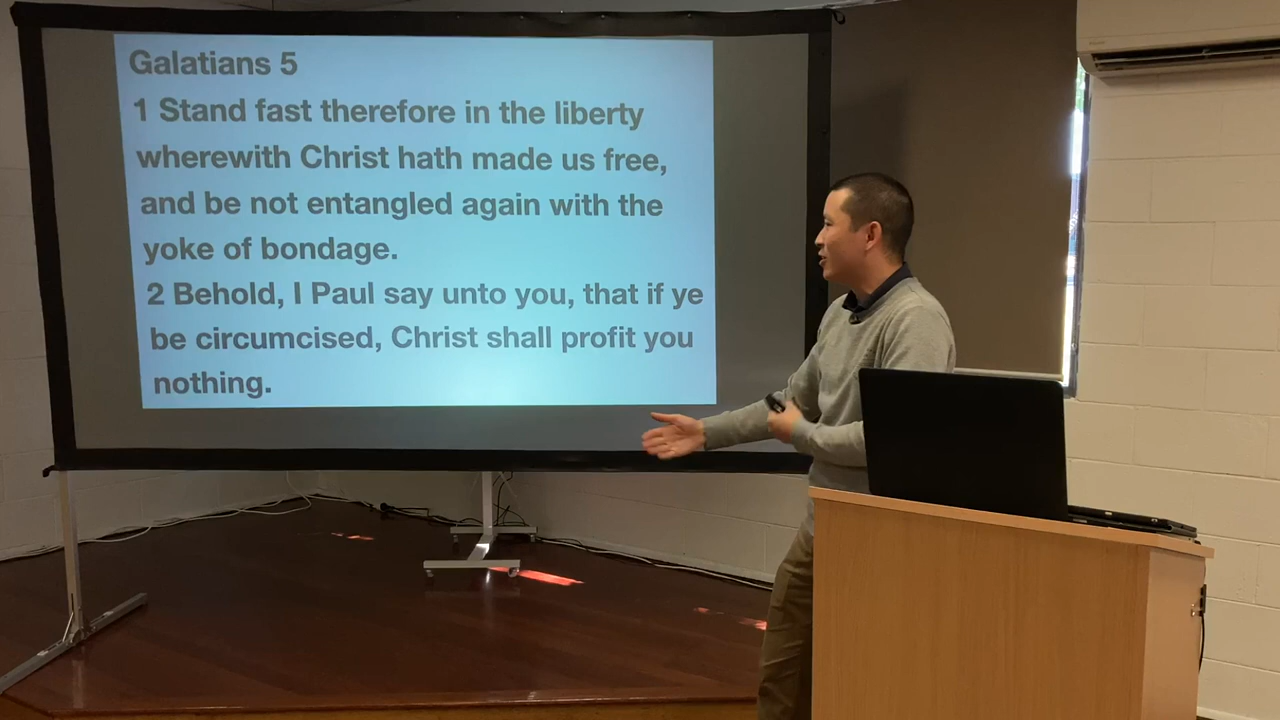 Galatians 5
1 Stand fast therefore in the liberty
wherewith Christ hath made us free,
and be not entangled again with the
yoke of bondage.
2 Behold, I Paul say unto you, that if ye
be circumcised, Christ shall profit you
nothing.